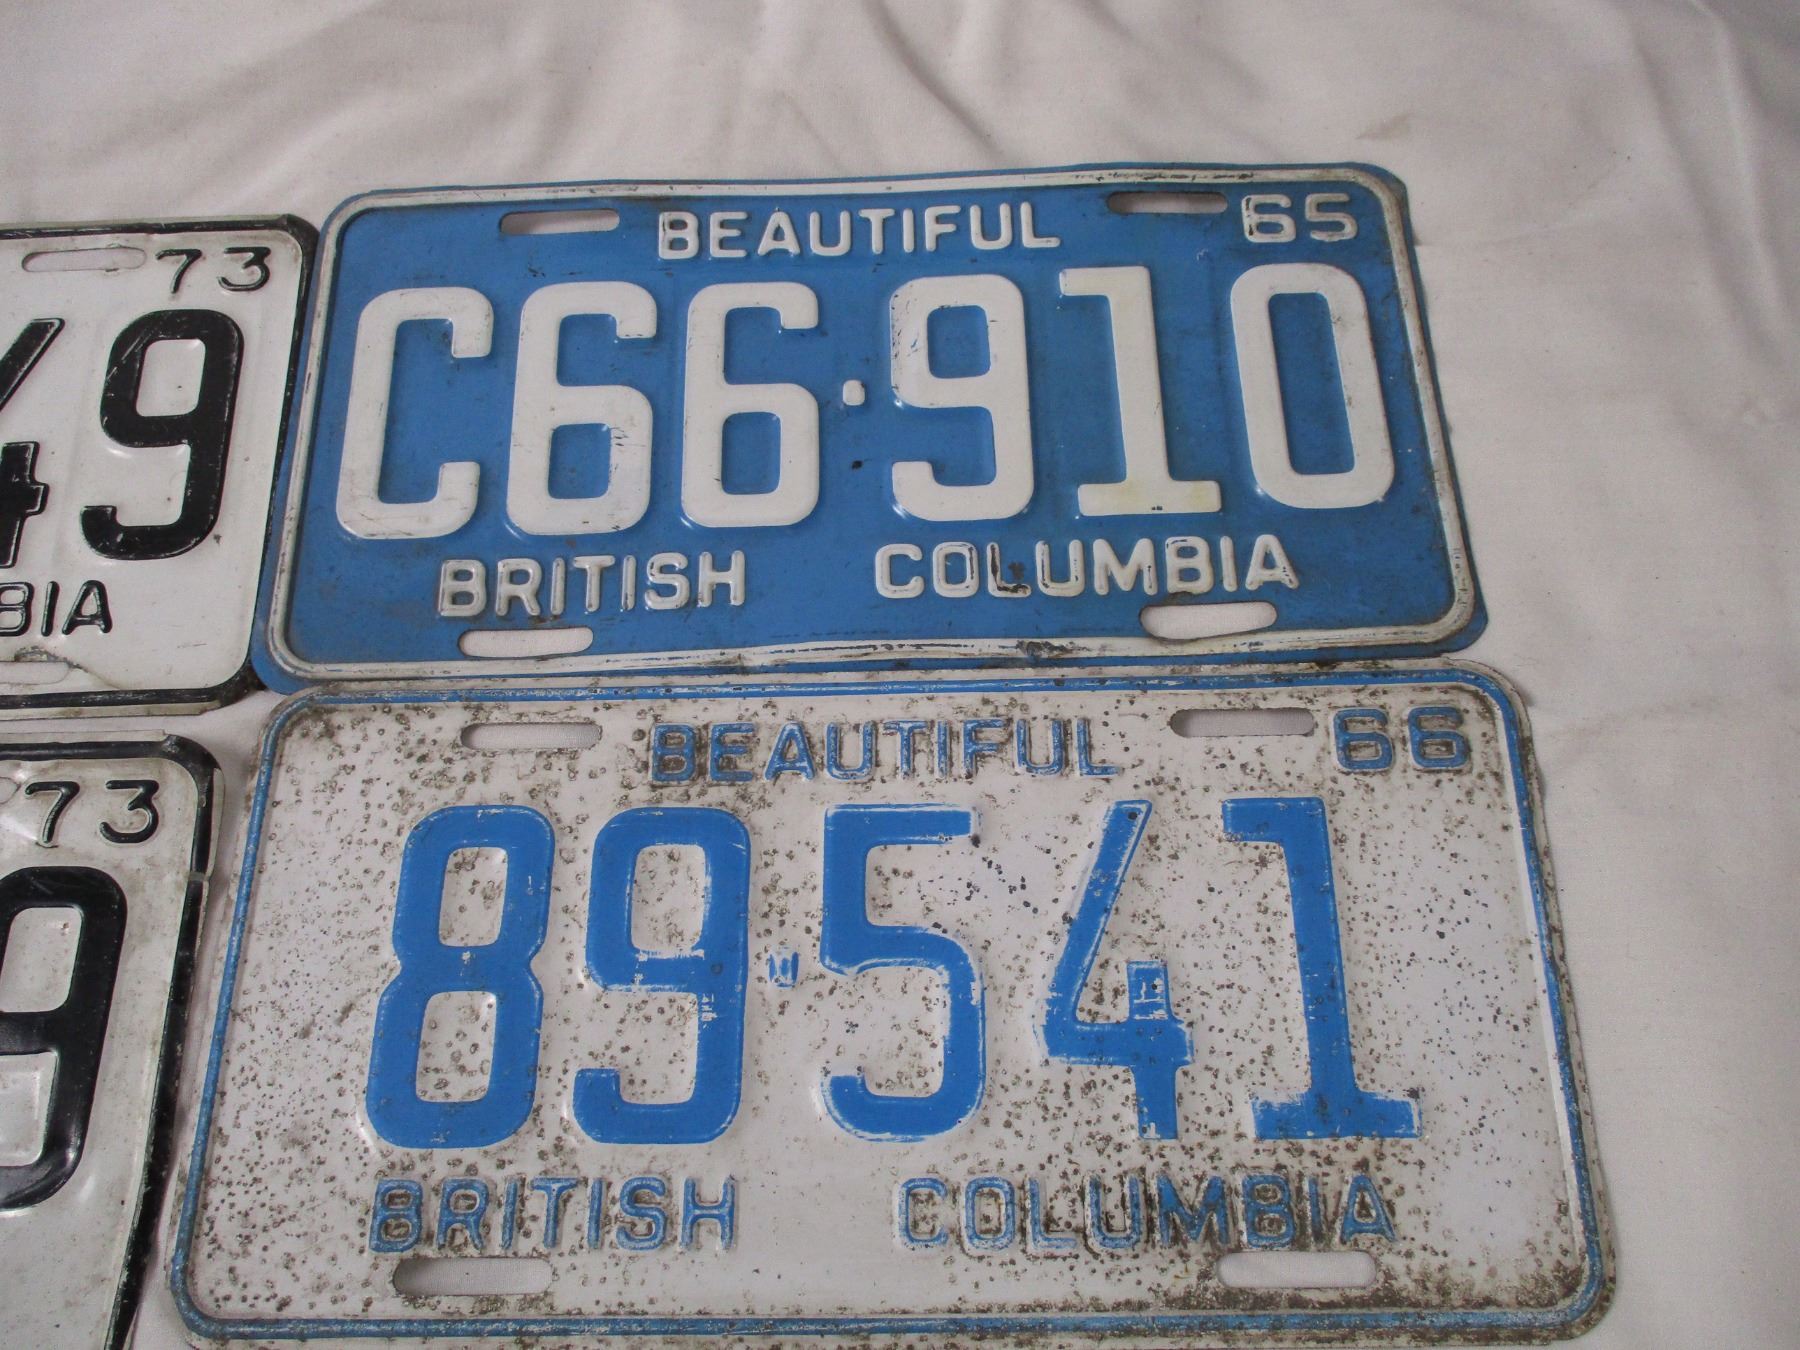 73
49
BIA
BEAUTIFUL 65
C66·910
BRITISH COLUMBIA
73
9
BEAUTIFUL 66
89·541
BRITISH COLUMBIA